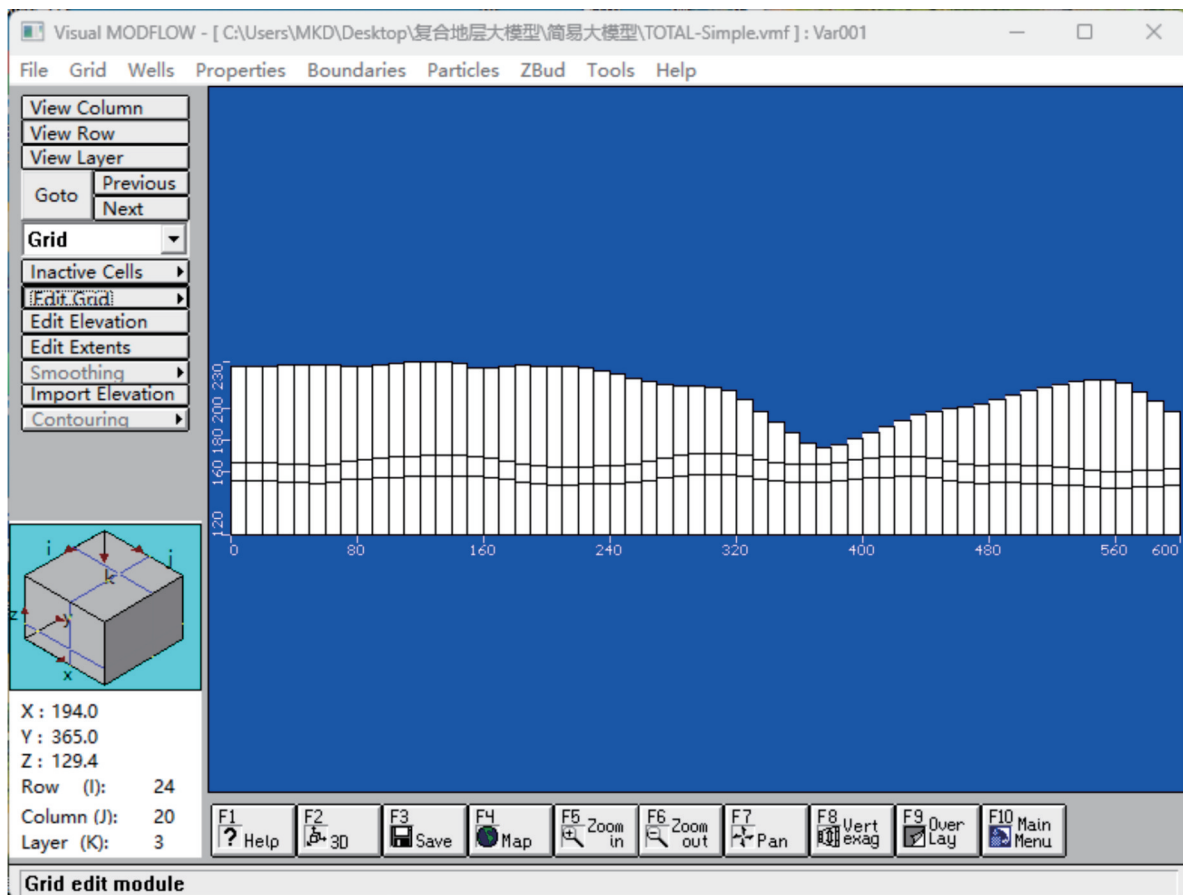 Visual MODFLOW - [ C:\Users\MKD\Desktop\复合地层大模型\简易大模型\TOTAL-Simple.vmf ] : Var001
File Grid Wells Properties Boundaries Particles ZBud Tools Help
View Column
View Row
View Layer
Goto
Previous
Next
Grid
Inactive Cells
Edit Grid
Edit Elevation
Edit Extents
Smoothing
Import Elevation
Contouring
230
200
180
160
120
0 80 160 240 320 400 480 560 600
i
j
k
z
y
x
X : 194.0
Y : 365.0
Z : 129.4
Row (I): 24
Column (J): 20
Layer (K): 3
F1 ? Help
F2 3D
F3 Save
F4 Map
F5 Zoom in
F6 Zoom out
F7 Pan
F8 Vert exag
F9 Over Lay
F10 Main Menu
Grid edit module